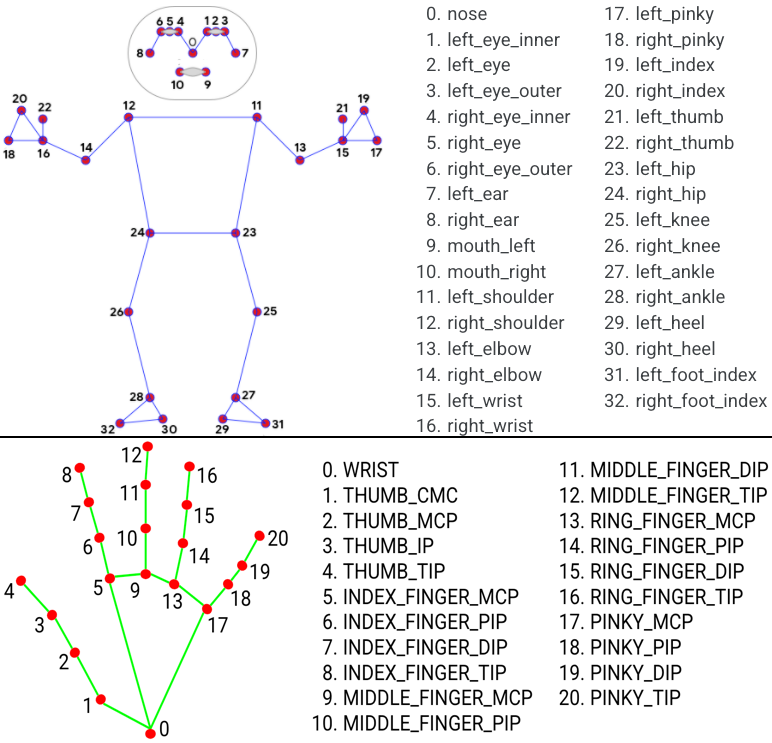 6 5 4 1 2 3
0
8 7
10 9
20 22 12 11 21 19
18 16 14 13 15 17
24 23
26 25
28 27
32 30 29 31
0. nose
1. left_eye_inner
2. left_eye
3. left_eye_outer
4. right_eye_inner
5. right_eye
6. right_eye_outer
7. left_ear
8. right_ear
9. mouth_left
10. mouth_right
11. left_shoulder
12. right_shoulder
13. left_elbow
14. right_elbow
15. left_wrist
16. right_wrist
17. left_pinky
18. right_pinky
19. left_index
20. right_index
21. left_thumb
22. right_thumb
23. left_hip
24. right_hip
25. left_knee
26. right_knee
27. left_ankle
28. right_ankle
29. left_heel
30. right_heel
31. left_foot_index
32. right_foot_index
12
8 16
11
7 15
6 10 14 20
4 5 9 13 19
18
3 17
2
1
0
0. WRIST
1. THUMB_CMC
2. THUMB_MCP
3. THUMB_IP
4. THUMB_TIP
5. INDEX_FINGER_MCP
6. INDEX_FINGER_PIP
7. INDEX_FINGER_DIP
8. INDEX_FINGER_TIP
9. MIDDLE_FINGER_MCP
10. MIDDLE_FINGER_PIP
11. MIDDLE_FINGER_DIP
12. MIDDLE_FINGER_TIP
13. RING_FINGER_MCP
14. RING_FINGER_PIP
15. RING_FINGER_DIP
16. RING_FINGER_TIP
17. PINKY_MCP
18. PINKY_PIP
19. PINKY_DIP
20. PINKY_TIP